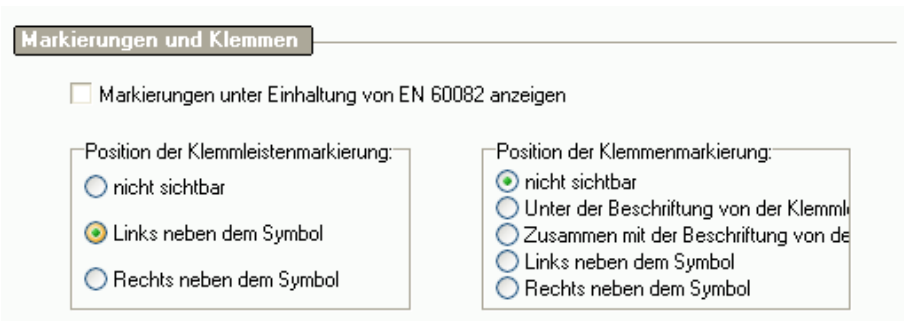 Markierungen und Klemmen
Markierungen unter Einhaltung von EN 60082 anzeigen
Position der Klemmleistenmarkierung:
nicht sichtbar
Links neben dem Symbol
Rechts neben dem Symbol
Position der Klemmenmarkierung:
nicht sichtbar
Unter der Beschriftung von der Klemml
Zusammen mit der Beschriftung von de
Links neben dem Symbol
Rechts neben dem Symbol